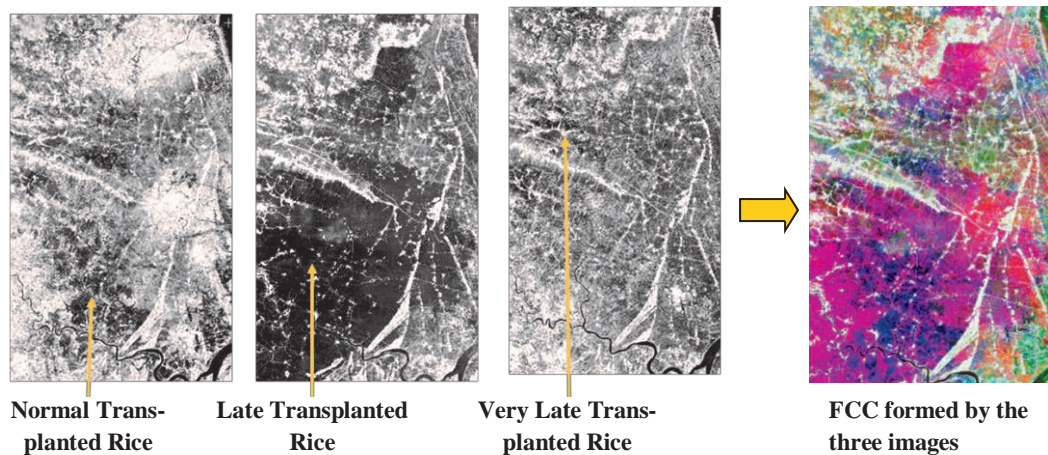 Normal Trans-
planted Rice
Late Transplanted
Rice
Very Late Trans-
planted Rice
FCC formed by the
three images